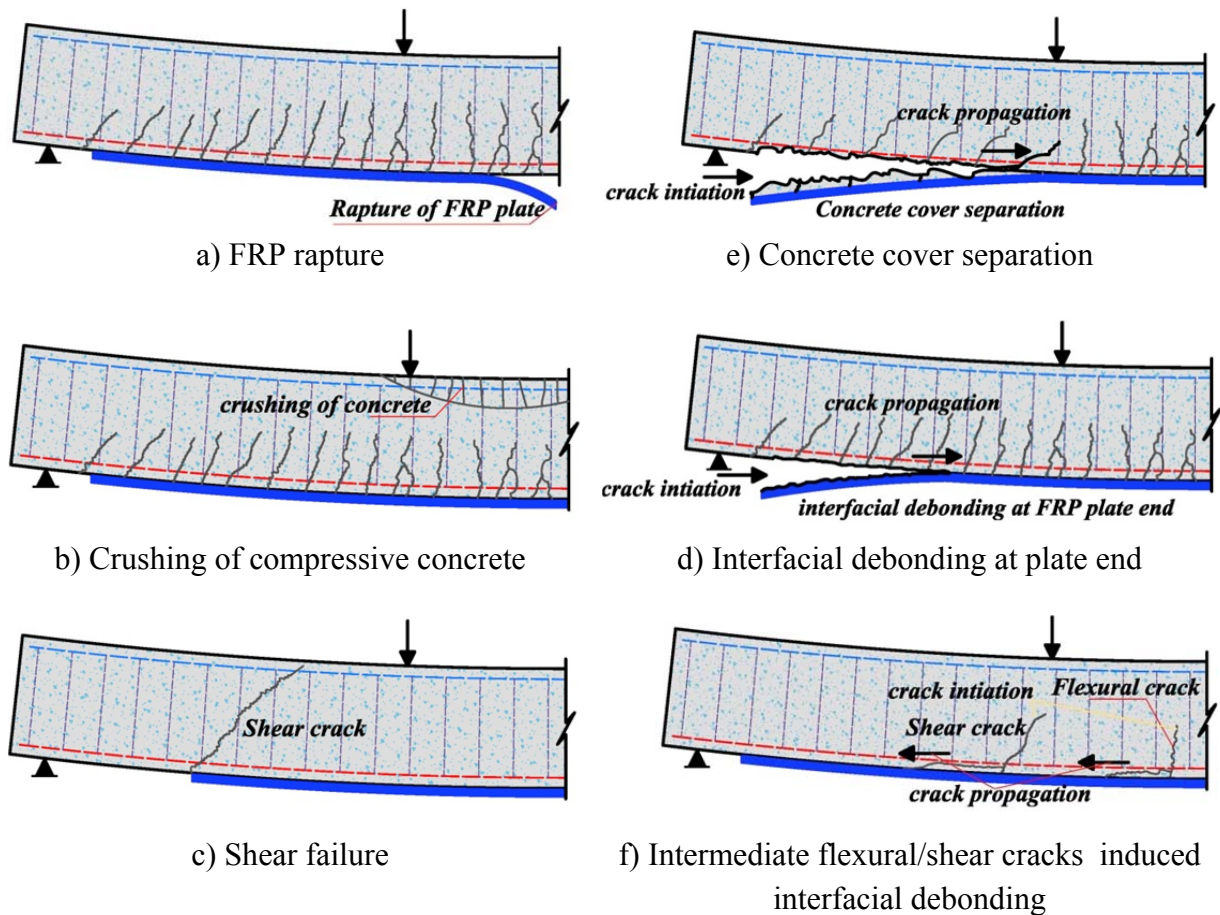 Rapture of FRP plate
a) FRP rapture
crack propagation
crack intiation
Concrete cover separation
e) Concrete cover separation
crushing of concrete
b) Crushing of compressive concrete
crack propagation
crack intiation
interfacial debonding at FRP plate end
d) Interfacial debonding at plate end
Shear crack
c) Shear failure
crack intiation Flexural crack
Shear crack
crack propagation
f) Intermediate flexural/shear cracks induced
interfacial debonding